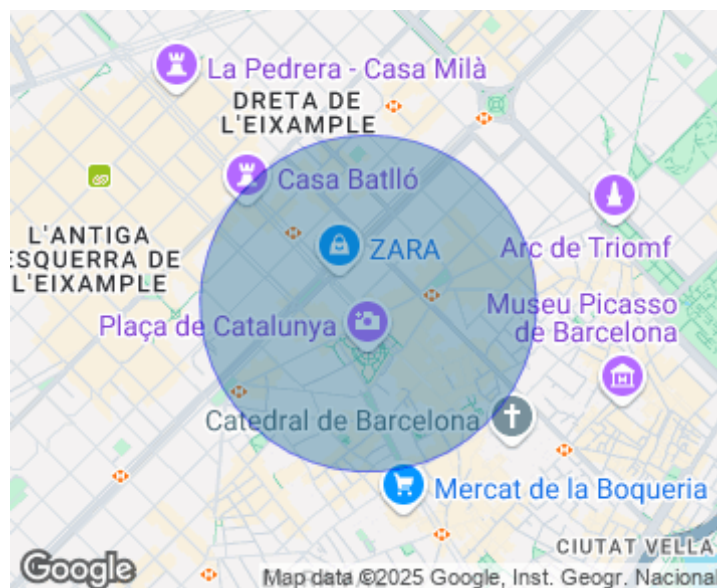 La Pedrera - Casa Milà
DRETA DE
L'EIXAMPLE
Casa Batlló
L'ANTIGA
ESQUERRA DE
L'EIXAMPLE
ZARA
Arc de Triomf
Plaça de Catalunya
Museu Picasso
de Barcelona
Catedral de Barcelona
Mercat de la Boqueria
CIUTAT VELLA
Google
Map data ©2025 Google, Inst. Geogr. Nacional